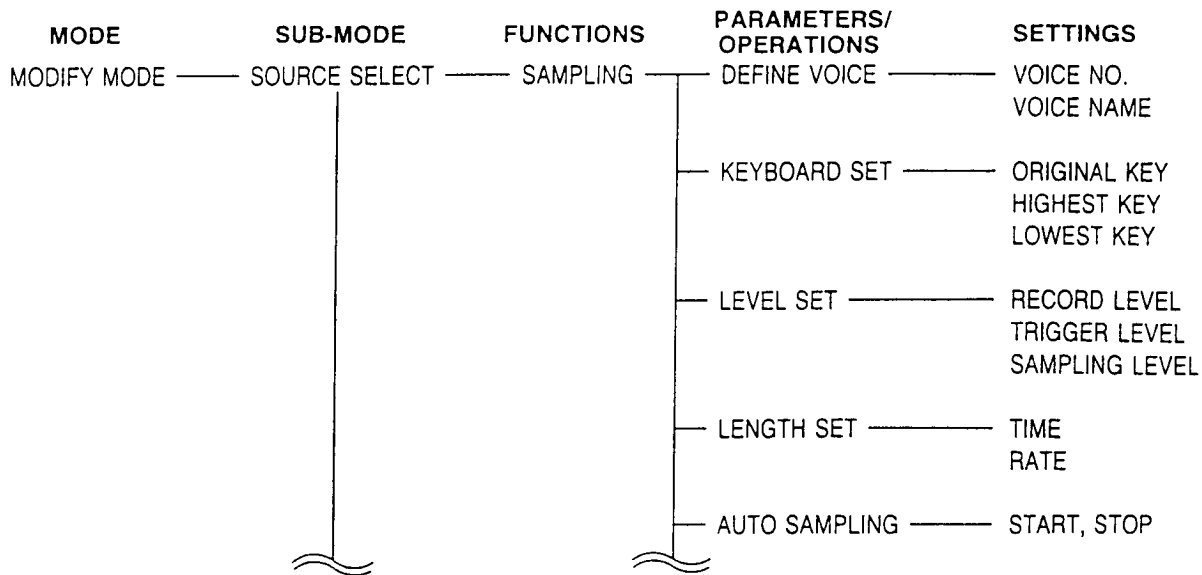 MODE SUB-MODE FUNCTIONS PARAMETERS/
OPERATIONS SETTINGS
MODIFY MODE SOURCE SELECT SAMPLING DEFINE VOICE VOICE NO.
VOICE NAME
KEYBOARD SET ORIGINAL KEY
HIGHEST KEY
LOWEST KEY
LEVEL SET RECORD LEVEL
TRIGGER LEVEL
SAMPLING LEVEL
LENGTH SET TIME
RATE
AUTO SAMPLING START, STOP